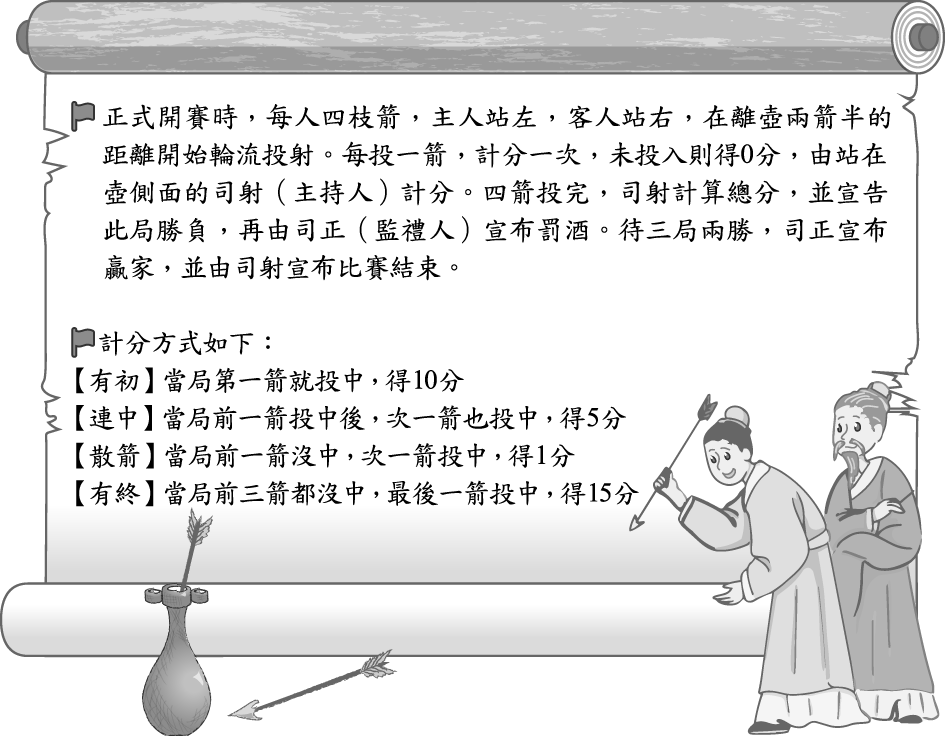 正式開賽時，每人四枝箭，主人站左，客人站右，在離壺兩箭半的
距離開始輪流投射。每投一箭，計分一次，未投入則得0分，由站在
壺側面的司射（主持人）計分。四箭投完，司射計算總分，並宣告
此局勝負，再由司正（監禮人）宣布罰酒。待三局兩勝，司正宣布
贏家，並由司射宣布比賽結束。
計分方式如下：
【有初】當局第一箭就投中，得10分
【連中】當局前一箭投中後，次一箭也投中，得5分
【散箭】當局前一箭沒中，次一箭投中，得1分
【有終】當局前三箭都沒中，最後一箭投中，得15分